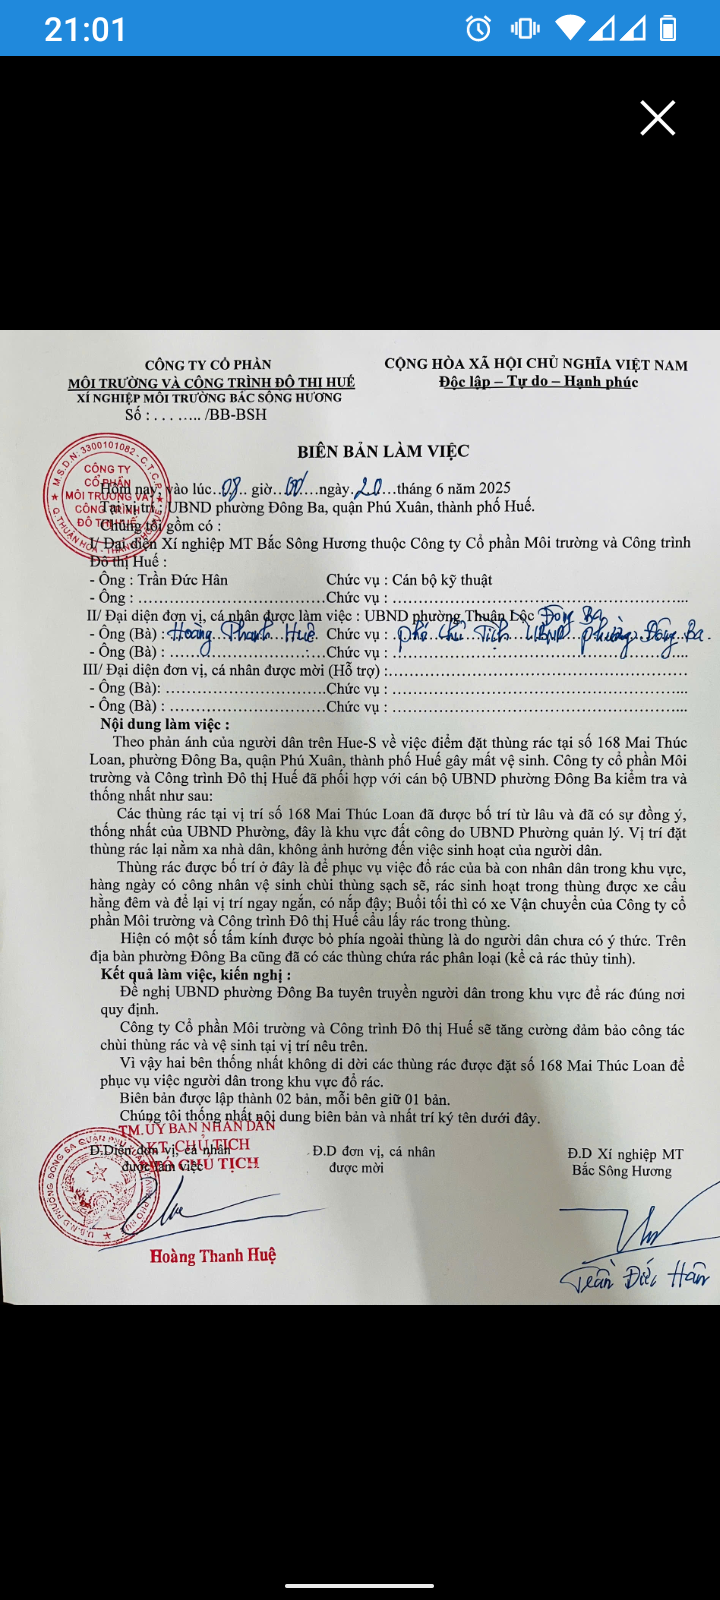 21:01
CÔNG TY CỔ PHẦN
MÔI TRƯỜNG VÀ CÔNG TRÌNH ĐÔ THỊ HUẾ
XÍ NGHIỆP MÔI TRƯỜNG BẮC SÔNG HƯƠNG
Số : . . . ..... /BB-BSH
CỘNG HÒA XÃ HỘI CHỦ NGHĨA VIỆT NAM
Độc lập – Tự do – Hạnh phúc
M.S.D.N: 3300101082 - C.T.C.P
CÔNG TY
CỔ PHẦN
MÔI TRƯỜNG VÀ
CÔNG TRÌNH
ĐÔ THỊ HUẾ
BIÊN BẢN LÀM VIỆC
Hôm nay, vào lúc..08.. giờ..00....ngày..20...tháng 6 năm 2025
Tại vị trí : UBND phường Đông Ba, quận Phú Xuân, thành phố Huế.
Chúng tôi gồm có :
I/ Đại diện Xí nghiệp MT Bắc Sông Hương thuộc Công ty Cổ phần Môi trường và Công trình
Đô thị Huế :
- Ông : Trần Đức Hân Chức vụ : Cán bộ kỹ thuật
- Ông : ................................Chức vụ : ....................................................
II/ Đại diện đơn vị, cá nhân được làm việc : UBND phường Thuận Lộc Đông Ba
- Ông (Bà) : Hoàng Thanh Huệ. Chức vụ : Phó Chủ Tịch UBND phường Đông Ba.
- Ông (Bà) : ...........................Chức vụ : ....................................................
III/ Đại diện đơn vị, cá nhân được mời (Hỗ trợ) :....................................................
- Ông (Bà): ............................Chức vụ : ....................................................
- Ông (Bà) : ...........................Chức vụ : ....................................................
Nội dung làm việc :
Theo phản ánh của người dân trên Hue-S về việc điểm đặt thùng rác tại số 168 Mai Thúc
Loan, phường Đông Ba, quận Phú Xuân, thành phố Huế gây mất vệ sinh. Công ty cổ phần Môi
trường và Công trình Đô thị Huế đã phối hợp với cán bộ UBND phường Đông Ba kiểm tra và
thống nhất như sau:
Các thùng rác tại vị trí số 168 Mai Thúc Loan đã được bố trí từ lâu và đã có sự đồng ý,
thống nhất của UBND Phường, đây là khu vực đất công do UBND Phường quản lý. Vị trí đặt
thùng rác lại nằm xa nhà dân, không ảnh hưởng đến việc sinh hoạt của người dân.
Thùng rác được bố trí ở đây là để phục vụ việc đổ rác của bà con nhân dân trong khu vực,
hàng ngày có công nhân vệ sinh chùi thùng sạch sẽ, rác sinh hoạt trong thùng được xe cẩu
hằng đêm và để lại vị trí ngay ngắn, có nắp đậy; Buổi tối thì có xe Vận chuyển của Công ty cổ
phần Môi trường và Công trình Đô thị Huế cẩu lấy rác trong thùng.
Hiện có một số tấm kính được bỏ phía ngoài thùng là do người dân chưa có ý thức. Trên
địa bàn phường Đông Ba cũng đã có các thùng chứa rác phân loại (kể cả rác thủy tinh).
Kết quả làm việc, kiến nghị :
Đề nghị UBND phường Đông Ba tuyên truyền người dân trong khu vực để rác đúng nơi
quy định.
Công ty Cổ phần Môi trường và Công trình Đô thị Huế sẽ tăng cường đảm bảo công tác
chùi thùng rác và vệ sinh tại vị trí nêu trên.
Vì vậy hai bên thống nhất không di dời các thùng rác được đặt số 168 Mai Thúc Loan để
phục vụ việc người dân trong khu vực đổ rác.
Biên bản được lập thành 02 bản, mỗi bên giữ 01 bản.
Chúng tôi thống nhất nội dung biên bản và nhất trí ký tên dưới đây.
TM. ỦY BAN NHÂN DÂN
KT. CHỦ TỊCH
PHÓ CHỦ TỊCH
Đ.Diện đơn vị, cá nhân
được làm việc
Đ.D đơn vị, cá nhân
được mời
Đ.D Xí nghiệp MT
Bắc Sông Hương
Hoàng Thanh Huệ
Trần Đức Hân